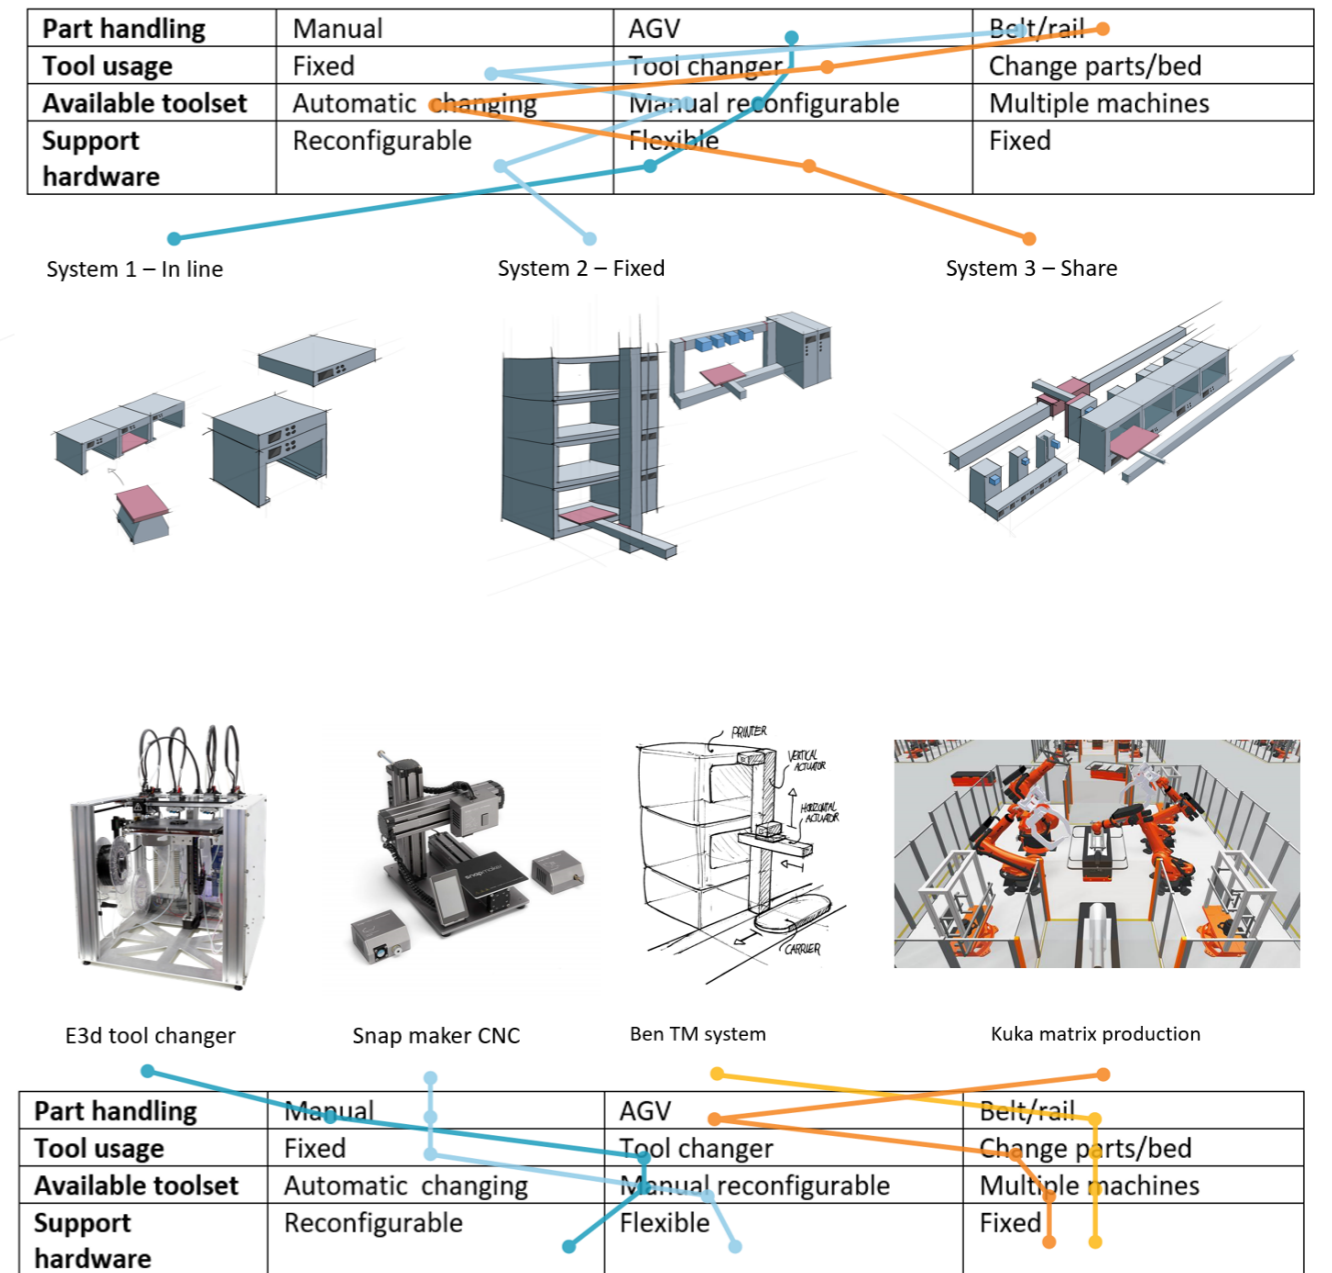 Part handling Manual AGV Belt/rail
Tool usage Fixed Tool changer Change parts/bed
Available toolset Automatic changing Manual reconfigurable Multiple machines
Support Reconfigurable Flexible Fixed
hardware
System 1 – In line System 2 – Fixed System 3 – Share
PRINTER
VERTICAL
ACTUATOR
HORIZONTAL
ACTUATOR
snapmaker
CARRIER
E3d tool changer Snap maker CNC Ben TM system Kuka matrix production
Part handling Manual AGV Belt/rail
Tool usage Fixed Tool changer Change parts/bed
Available toolset Automatic changing Manual reconfigurable Multiple machines
Support Reconfigurable Flexible Fixed
hardware